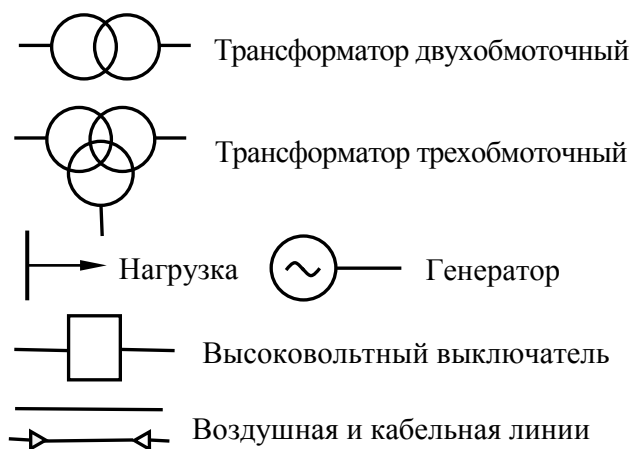 Трансформатор двухобмоточный
Трансформатор трехобмоточный
Нагрузка Генератор
Высоковольтный выключатель
Воздушная и кабельная линии